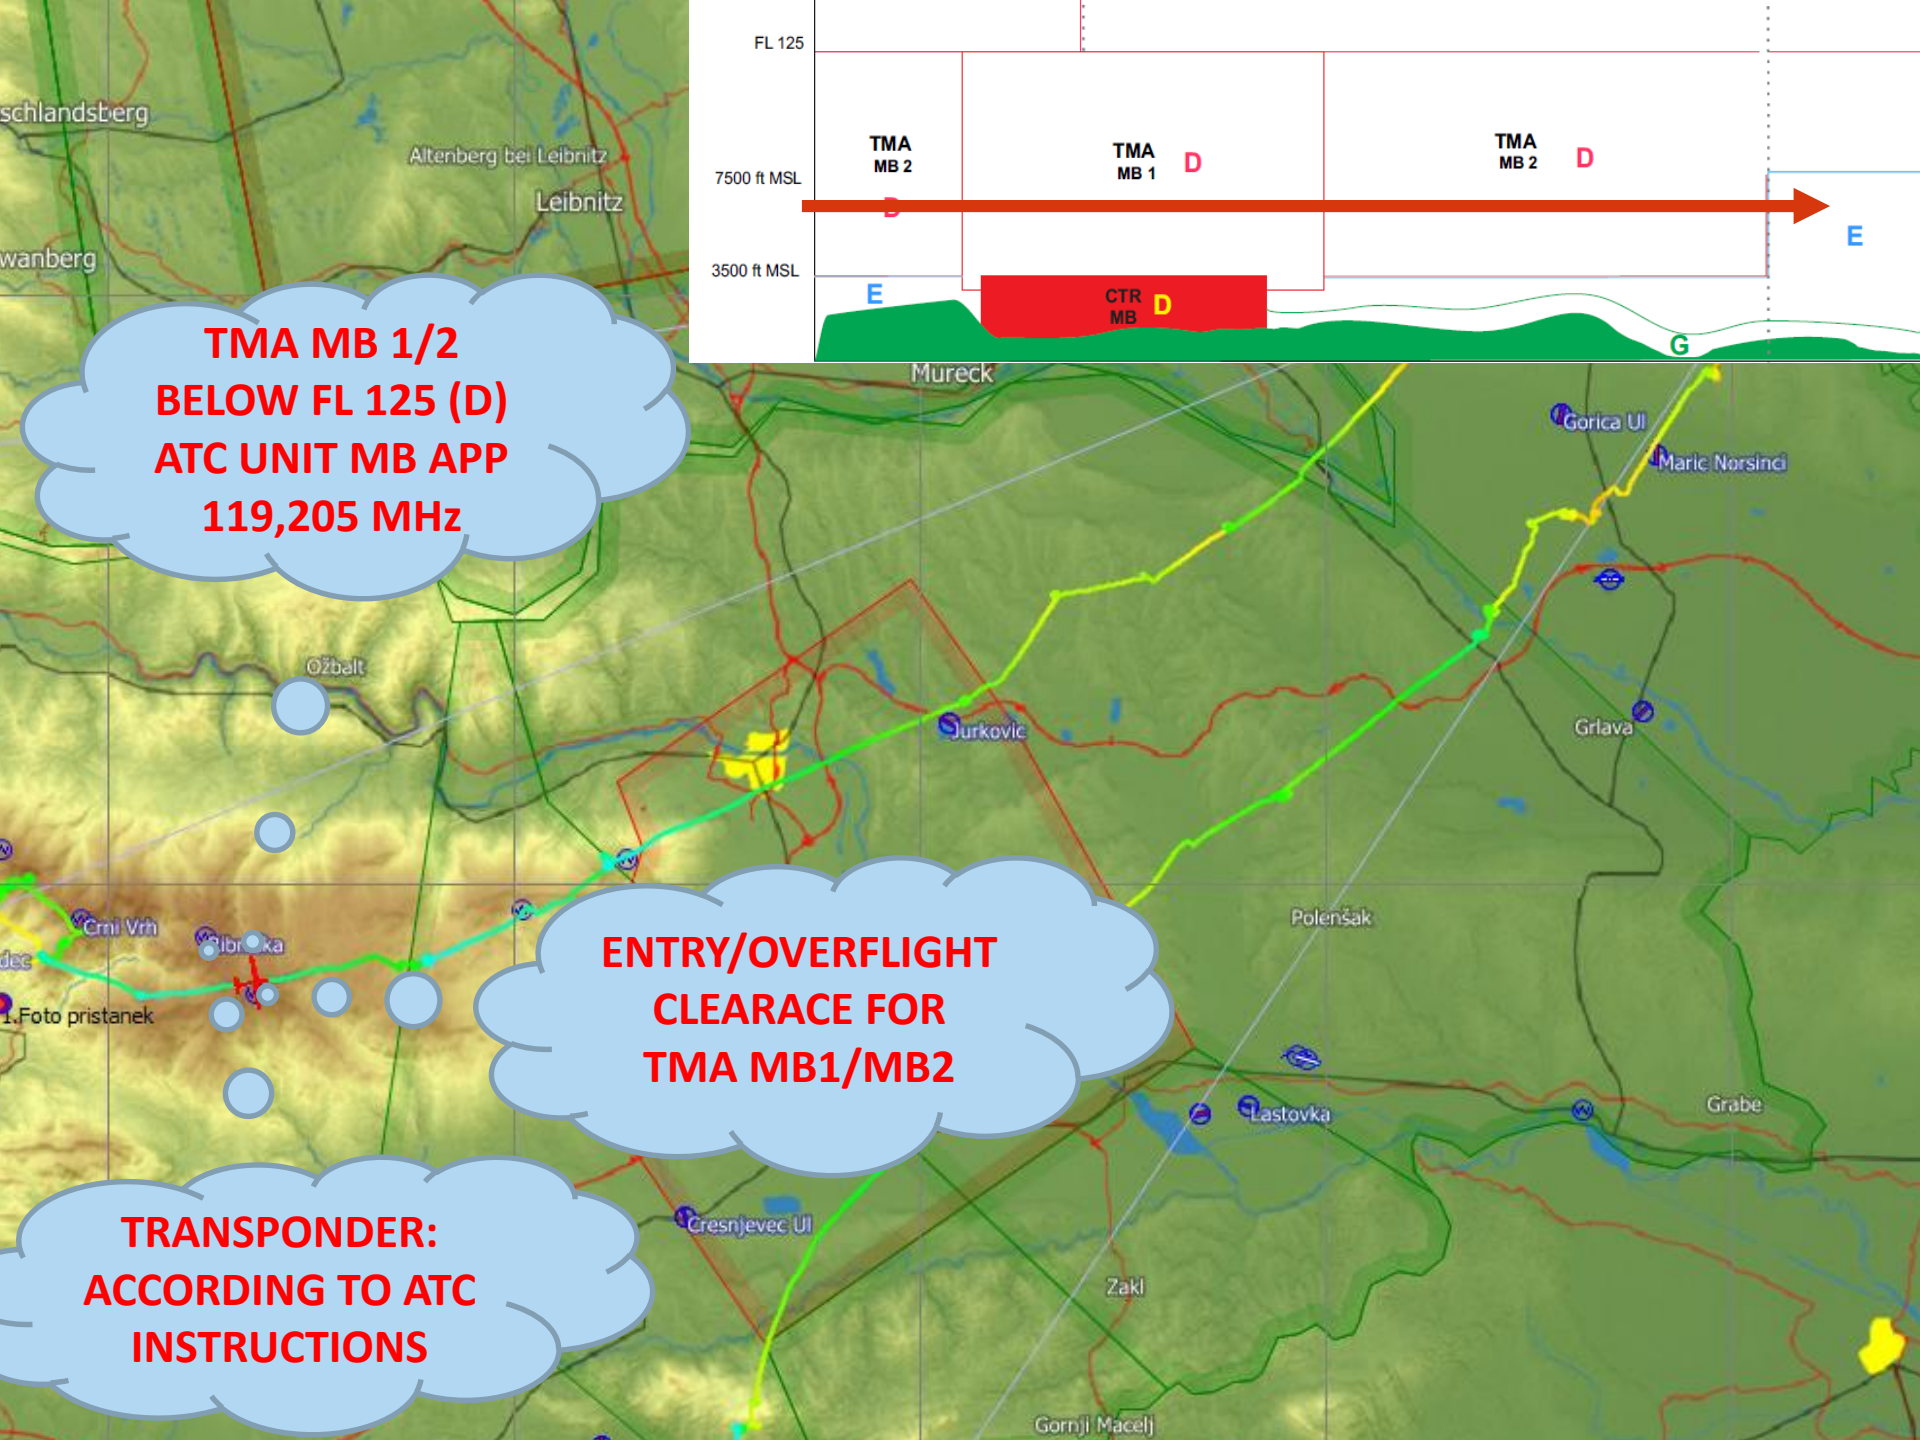 FL 125
TMA
MB 2
TMA
MB 1
D
TMA
MB 2
D
7500 ft MSL
D
E
3500 ft MSL
E
CTR
MB
D
G
schlandsberg
Altenberg bei Leibnitz
Leibnitz
wanberg
Mureck
TMA MB 1/2
BELOW FL 125 (D)
ATC UNIT MB APP
119,205 MHz
Gorica Ul
Maric Norsinci
Ožbalt
Jurkovic
Grlava
Crni Vrh
dec
1.Foto pristanek
Polenšak
ENTRY/OVERFLIGHT
CLEARACE FOR
TMA MB1/MB2
Lastovka
Grabe
Cresnjevec Ul
TRANSPONDER:
ACCORDING TO ATC
INSTRUCTIONS
Zakl
Gornji Macelj